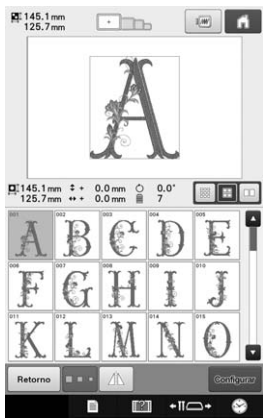 145.1 mm
125.7 mm
A
145.1 mm + 0.0 mm 0.0°
125.7 mm + 0.0 mm 7
001 002 003 004 005
A B C D E
006 007 008 009 010
F G H I J
011 012 013 014 015
K L M N O
Retorno Configurar